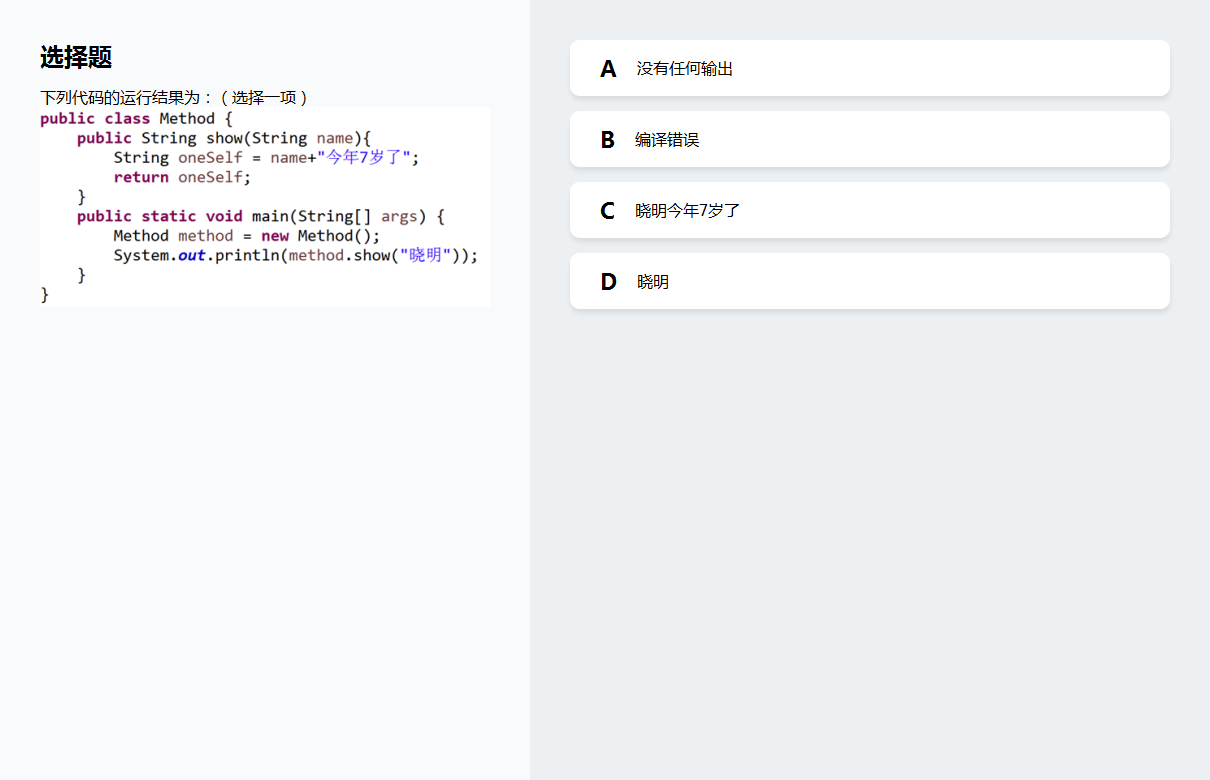 选择题
下列代码的运行结果为：（选择一项）
public class Method {
    public String show(String name){
        String oneSelf = name+"今年7岁了";
        return oneSelf;
    }
    public static void main(String[] args) {
        Method method = new Method();
        System.out.println(method.show("晓明"));
    }
}
A 没有任何输出
B 编译错误
C 晓明今年7岁了
D 晓明